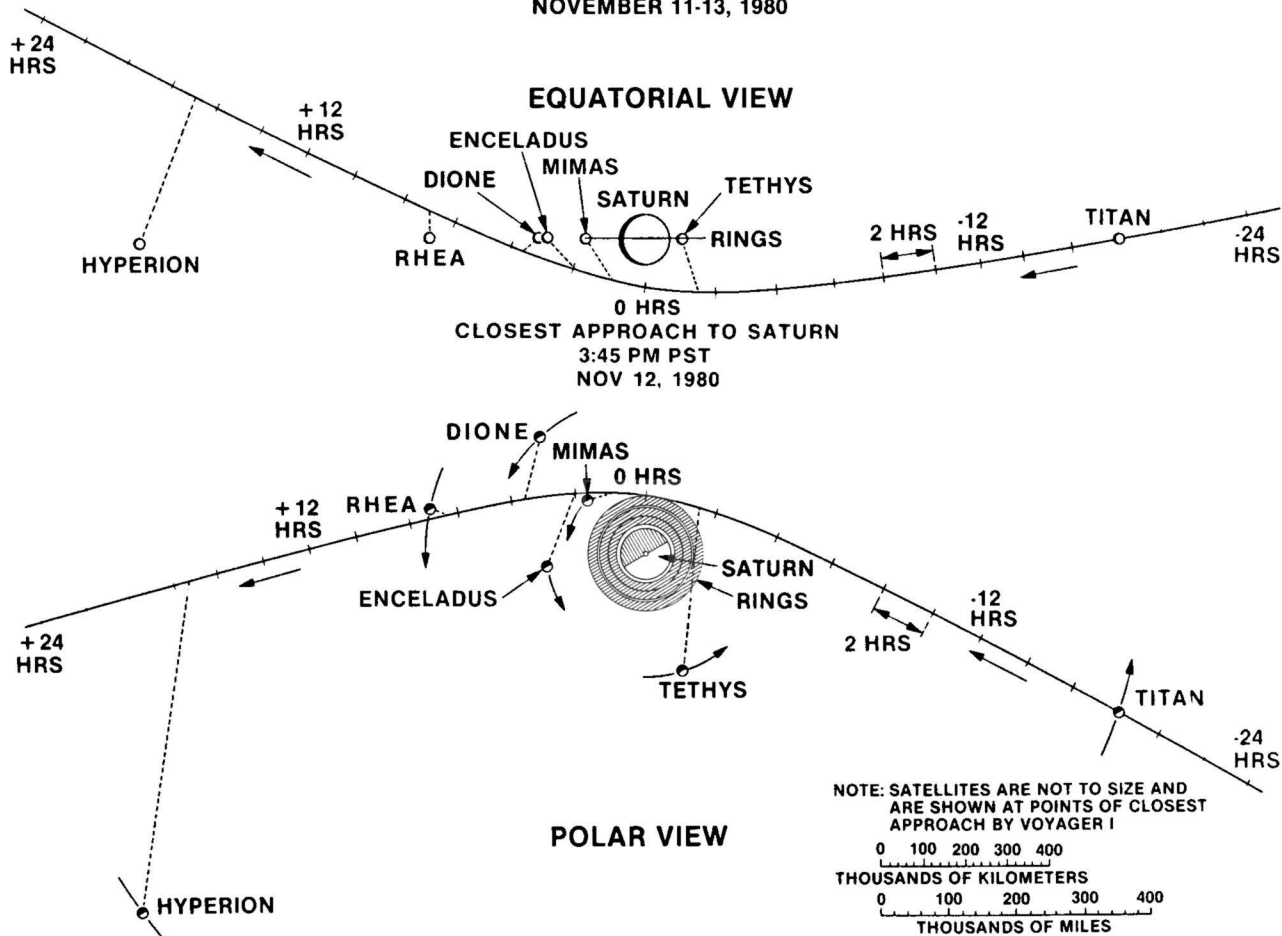 NOVEMBER 11-13, 1980
+24
HRS
EQUATORIAL VIEW
+12
HRS
ENCELADUS
MIMAS
DIONE
SATURN
TETHYS
RINGS
HYPERION
RHEA
2 HRS
-12
HRS
TITAN
-24
HRS
0 HRS
CLOSEST APPROACH TO SATURN
3:45 PM PST
NOV 12, 1980
DIONE
MIMAS
0 HRS
RHEA
+12
HRS
ENCELADUS
SATURN
RINGS
+24
HRS
TETHYS
2 HRS
-12
HRS
TITAN
-24
HRS
HYPERION
POLAR VIEW
NOTE: SATELLITES ARE NOT TO SIZE AND
ARE SHOWN AT POINTS OF CLOSEST
APPROACH BY VOYAGER I
0 100 200 300 400
THOUSANDS OF KILOMETERS
0 100 200 300 400
THOUSANDS OF MILES